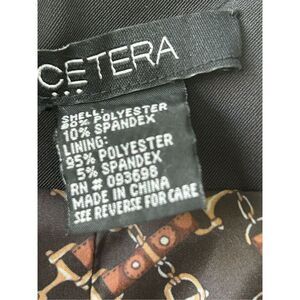 CETERA
SHELL:
90% POLYESTER
10% SPANDEX
LINING:
95% POLYESTER
5% SPANDEX
RN # 093698
MADE IN CHINA
SEE REVERSE FOR CARE